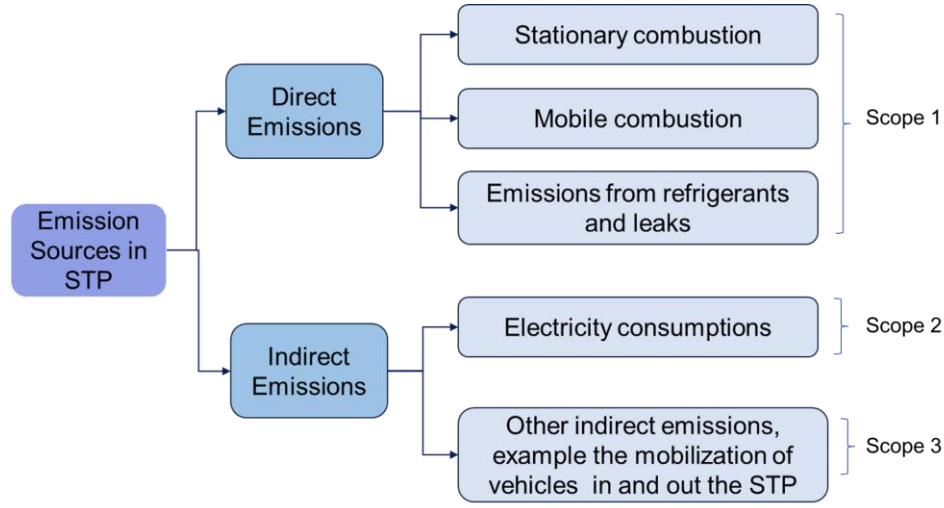 Emission
Sources in
STP
Direct
Emissions
Stationary combustion
Mobile combustion
Emissions from refrigerants
and leaks
Scope 1
Indirect
Emissions
Electricity consumptions
Scope 2
Other indirect emissions,
example the mobilization of
vehicles in and out the STP
Scope 3